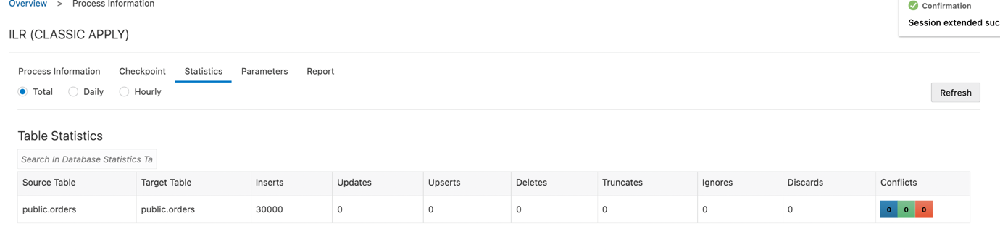 Overview > Process Information
Confirmation
Session extended suc
ILR (CLASSIC APPLY)
Process Information Checkpoint Statistics Parameters Report
Total Daily Hourly
Refresh
Table Statistics
Search In Database Statistics Ta
Source Table Target Table Inserts Updates Upserts Deletes Truncates Ignores Discards Conflicts
public.orders public.orders 30000 0 0 0 0 0 0 0 0 0